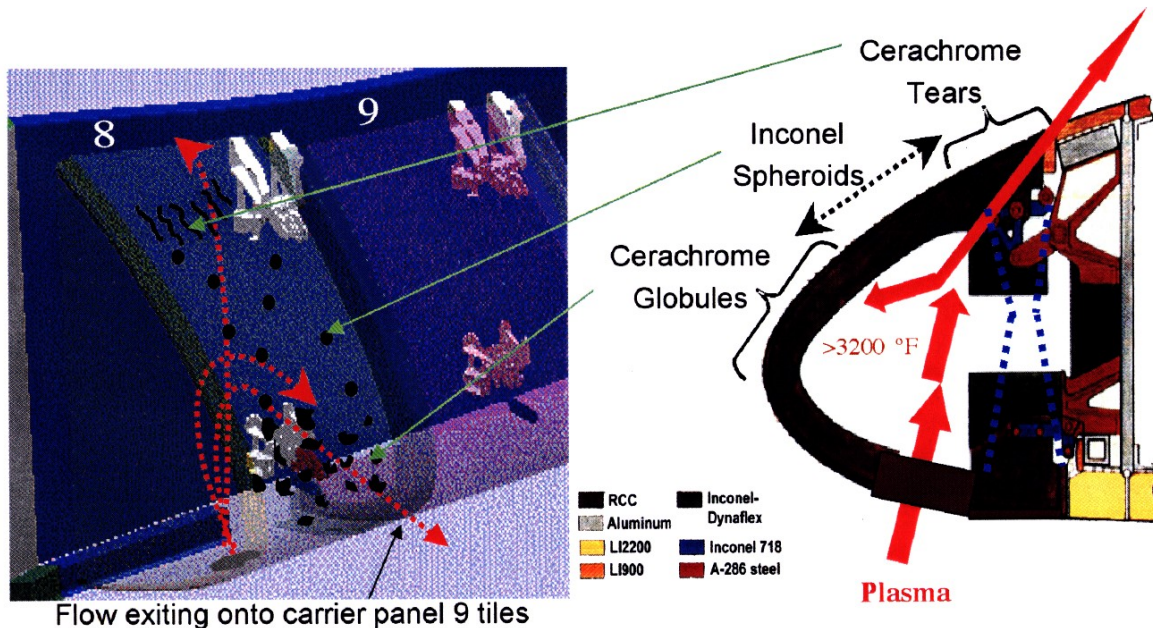 8
9
Cerachrome
Tears
Inconel
Spheroids
Cerachrome
Globules
>3200 °F
RCC
Aluminum
LI2200
LI900
Inconel-
Dynaflex
Inconel 718
A-286 steel
Plasma
Flow exiting onto carrier panel 9 tiles